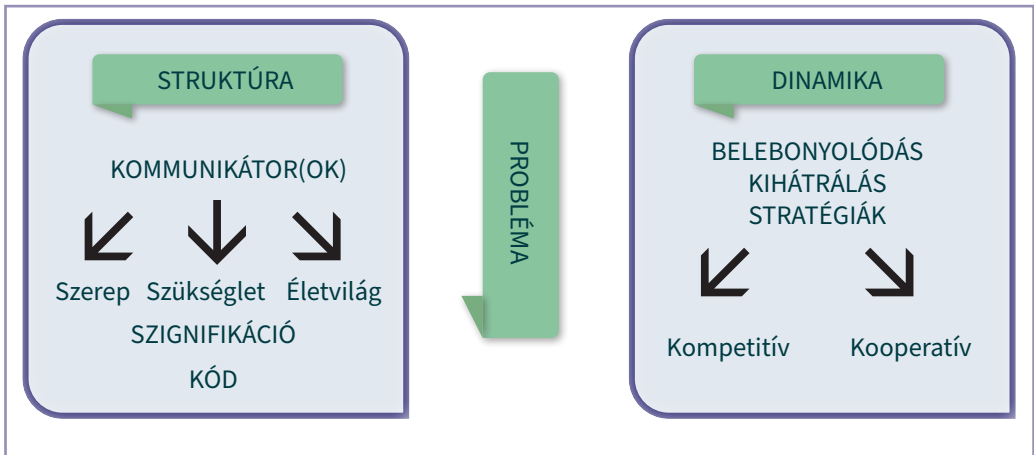 STRUKTÚRA
KOMMUNIKÁTOR(OK)
Szerep Szükséglet Életvilág
SZIGNIFIKÁCIÓ
KÓD
PROBLÉMA
DINAMIKA
BELEBONYOLÓDÁS
KIHÁTRÁLÁS
STRATÉGIÁK
Kompetitív Kooperatív